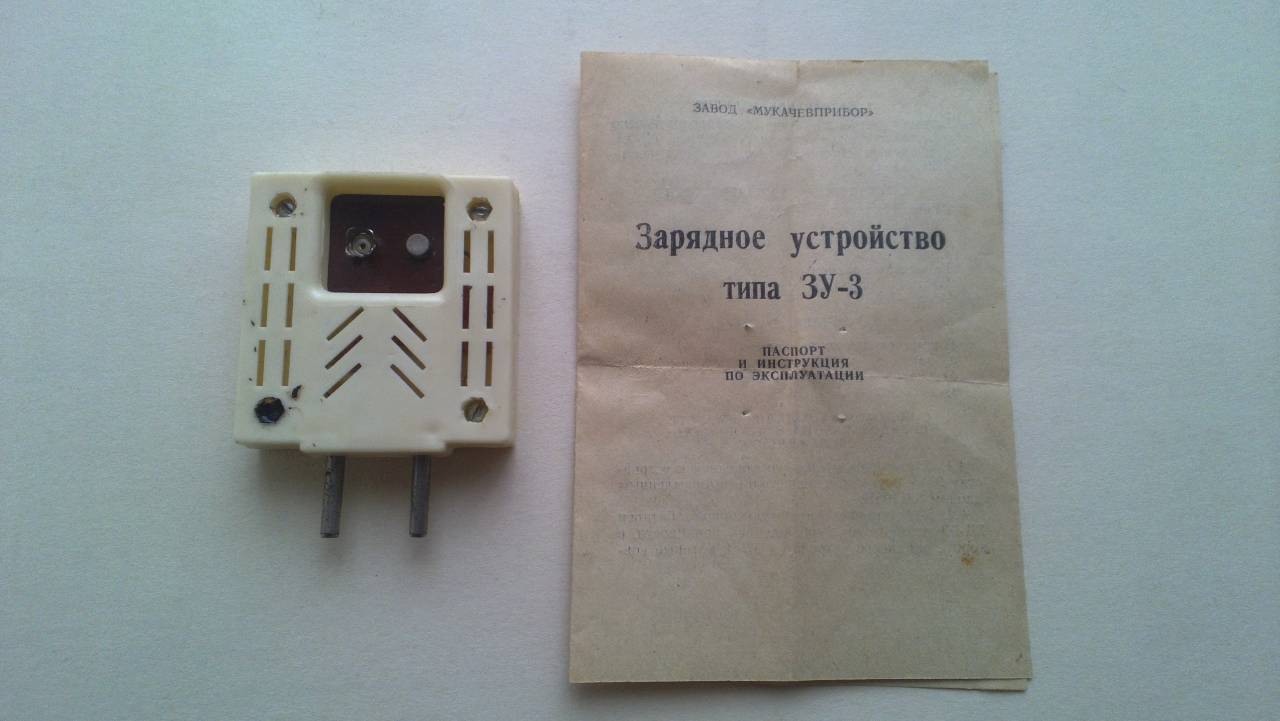 ЗАВОД «МУКАЧЕВПРИБОР»
Зарядное устройство
типа ЗУ-3
ПАСПОРТ
И ИНСТРУКЦИЯ
ПО ЭКСПЛУАТАЦИИ